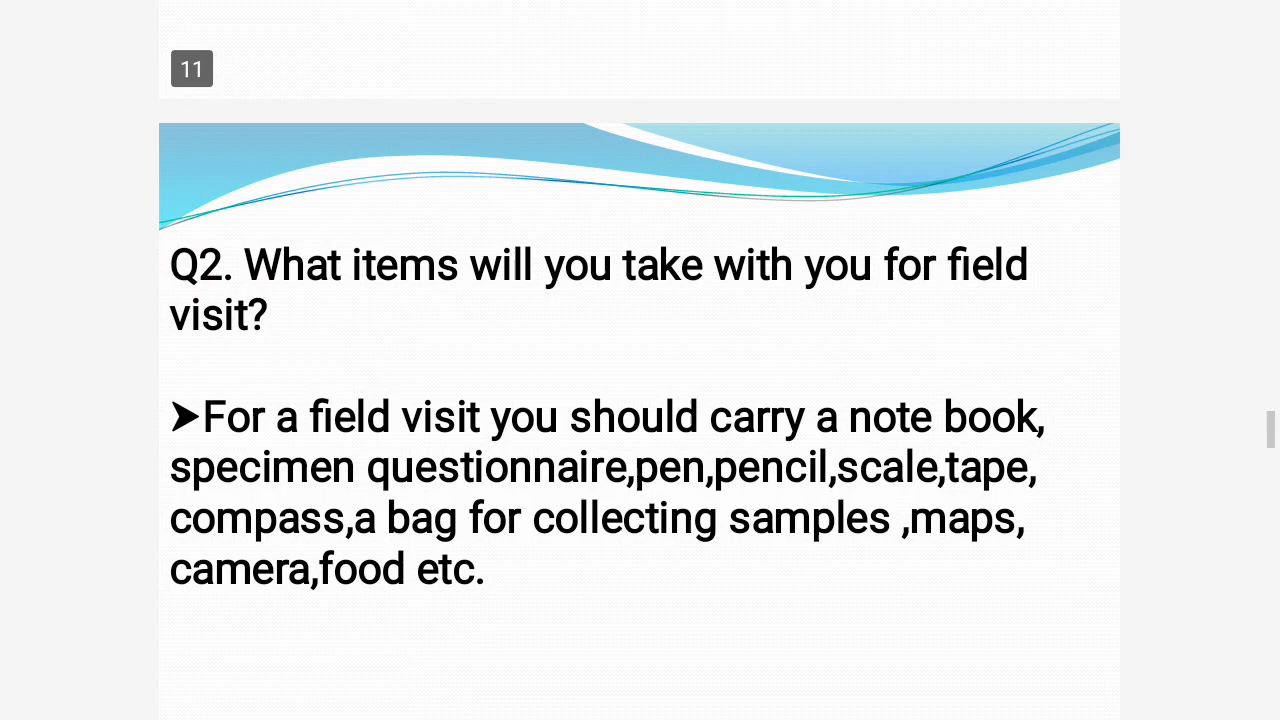 11
Q2. What items will you take with you for field
visit?
➤For a field visit you should carry a note book,
specimen questionnaire,pen,pencil,scale,tape,
compass,a bag for collecting samples ,maps,
camera,food etc.